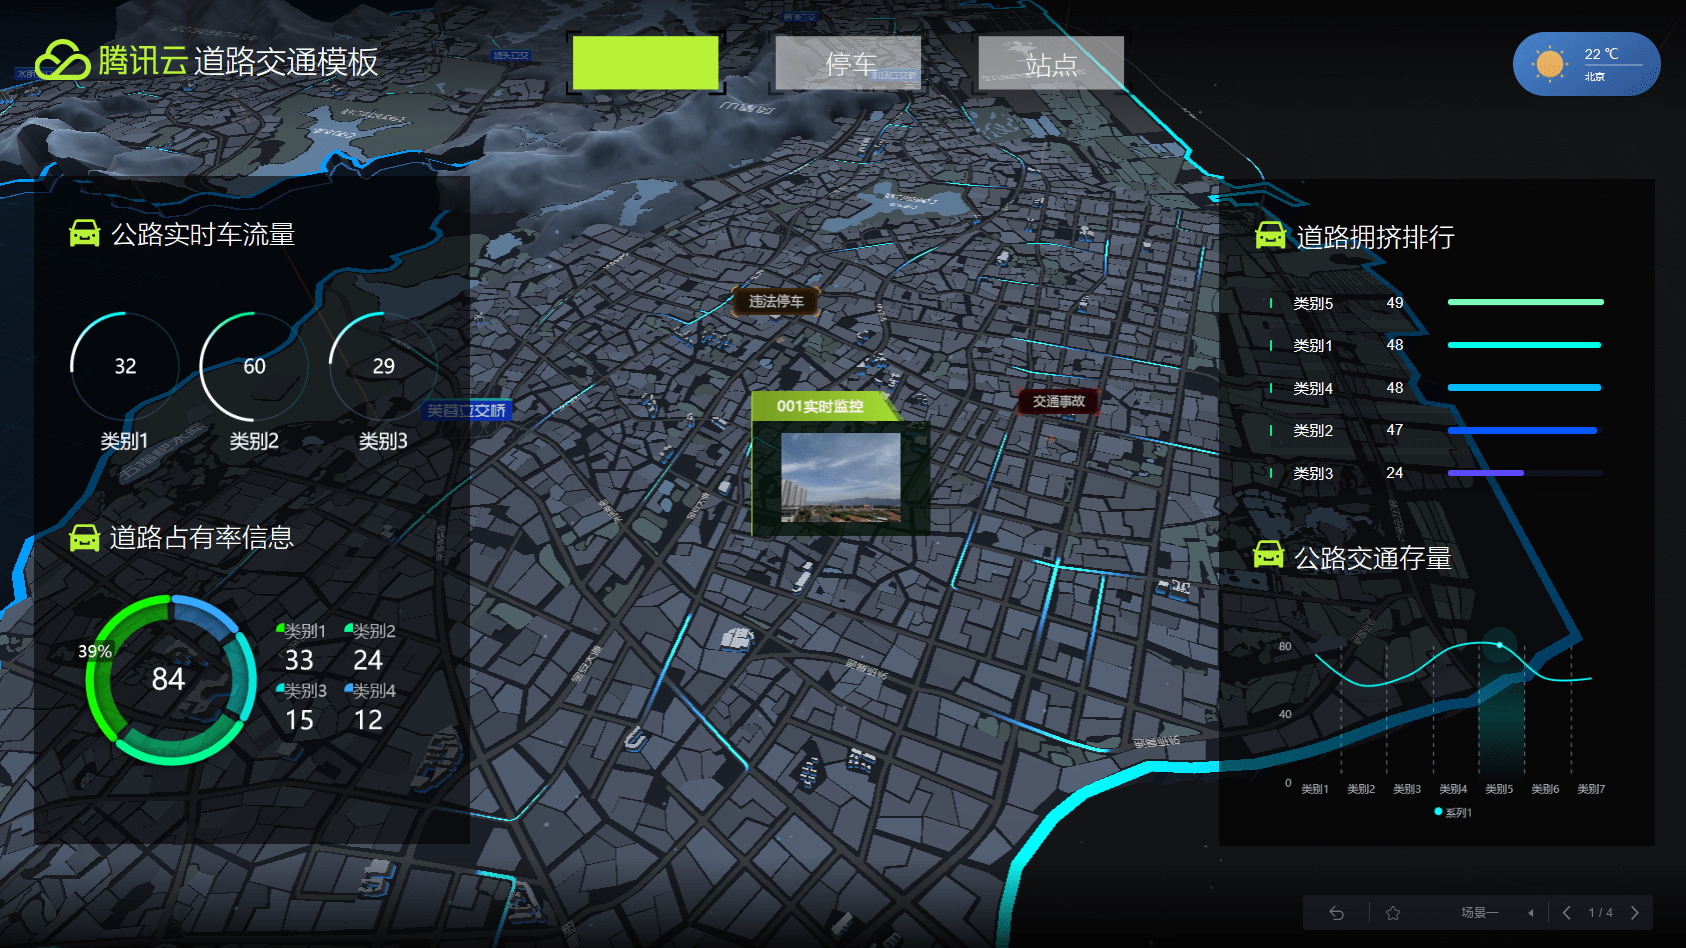 腾讯云 道路交通模板
停车
站点
22 ℃
北京
公路实时车流量
32
60
29
类别1
类别2
类别3
道路占有率信息
39%
84
类别1
类别2
33
24
类别3
类别4
15
12
违法停车
交通事故
芙蓉立交桥
001实时监控
道路拥挤排行
类别5 49
类别1 48
类别4 48
类别2 47
类别3 24
公路交通存量
80
40
0
类别1 类别2 类别3 类别4 类别5 类别6 类别7
系列1
场景一
1 / 4